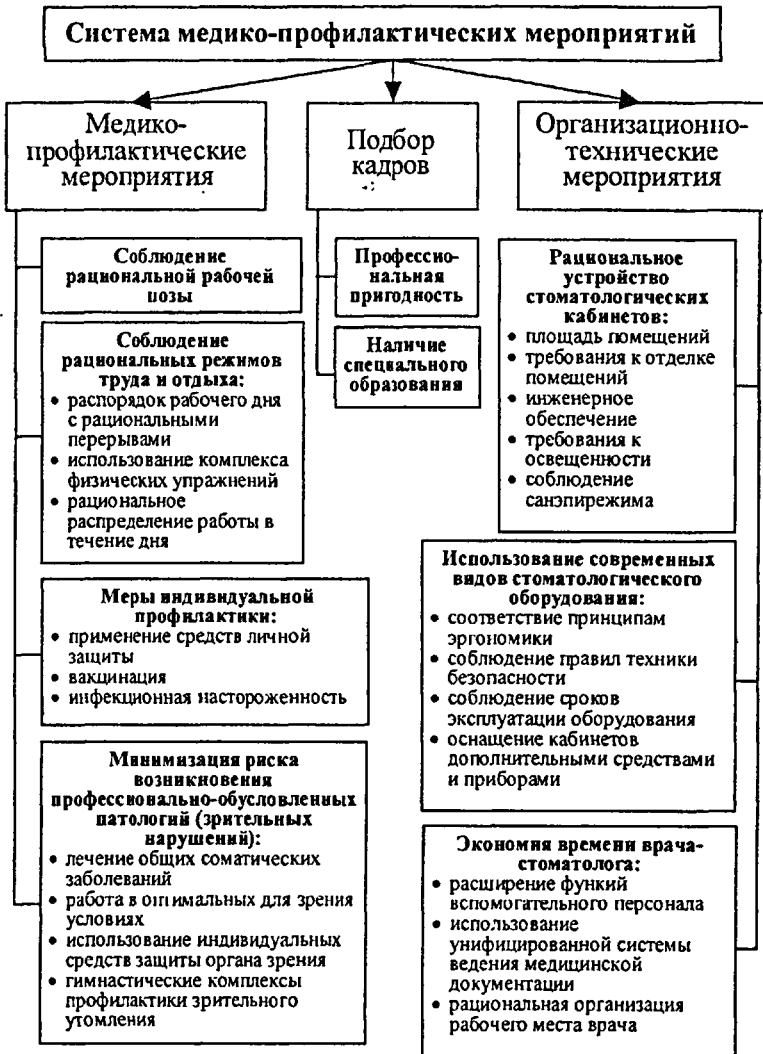 Система медико-профилактических мероприятий
Медико-
профилактические
мероприятия
Соблюдение
рациональной рабочей
позы
Соблюдение
рациональных режимов
труда и отдыха:
• распорядок рабочего дня
с рациональными
перерывами
• использование комплекса
физических упражнений
• рациональное
распределение работы в
течение дня
Меры индивидуальной
профилактики:
• применение средств личной
защиты
• вакцинация
• инфекционная настороженность
Минимизация риска
возникновения
профессионально-обусловленных
патологий (зрительных
нарушений):
• лечение общих соматических
заболеваний
• работа в оптимальных для зрения
условиях
• использование индивидуальных
средств защиты органа зрения
• гимнастические комплексы
профилактики зрительного
утомления
Подбор
кадров
Профессио-
нальная
пригодность
Наличие
специального
образования
Организационно-
технические
мероприятия
Рациональное
устройство
стоматологических
кабинетов:
• площадь помещений
• требования к отделке
помещений
• инженерное
обеспечение
• требования к
освещенности
• соблюдение
санэпирежима
Использование современных
видов стоматологического
оборудования:
• соответствие принципам
эргономики
• соблюдение правил техники
безопасности
• соблюдение сроков
эксплуатации оборудования
• оснащение кабинетов
дополнительными средствами
и приборами
Экономия времени врача-
стоматолога:
• расширение функий
вспомогательного персонала
• использование
унифицированной системы
ведения медицинской
документации
• рациональная организация
рабочего места врача